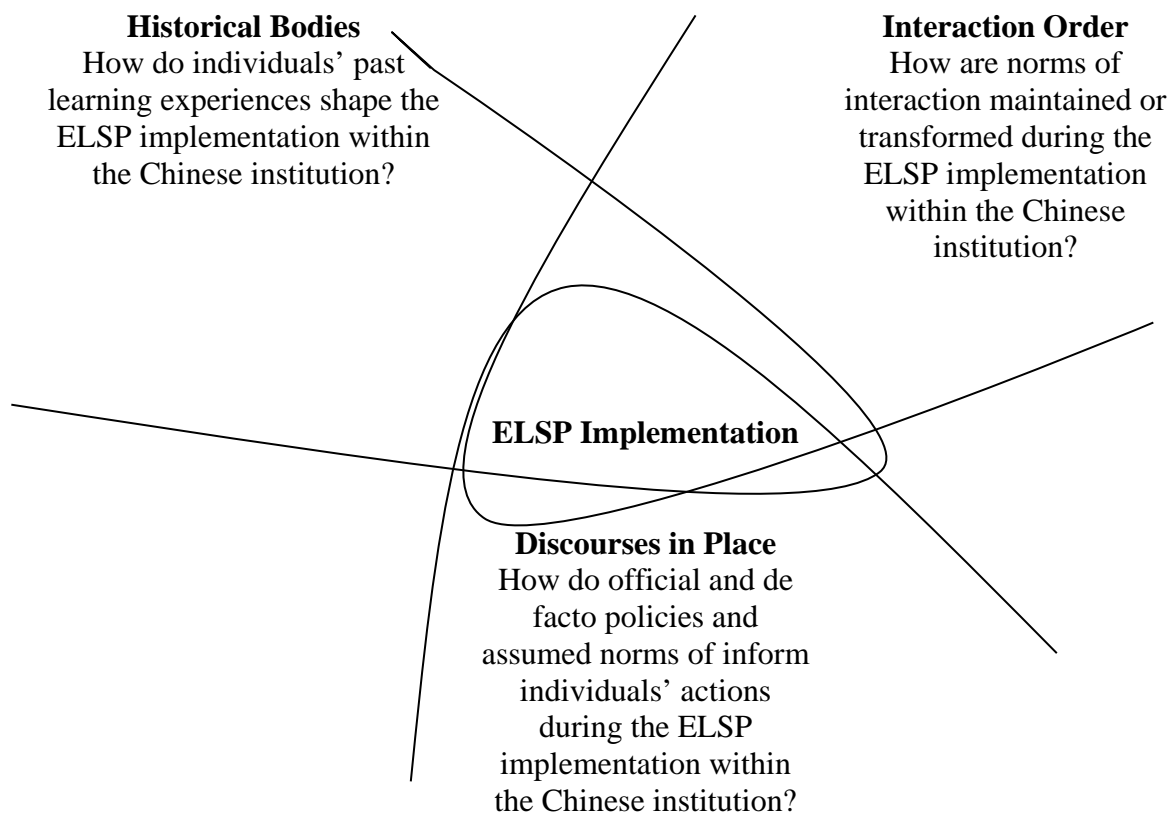 Historical Bodies
How do individuals’ past
learning experiences shape the
ELSP implementation within
the Chinese institution?
Interaction Order
How are norms of
interaction maintained or
transformed during the
ELSP implementation
within the Chinese
institution?
ELSP Implementation
Discourses in Place
How do official and de
facto policies and
assumed norms of inform
individuals’ actions
during the ELSP
implementation within
the Chinese institution?